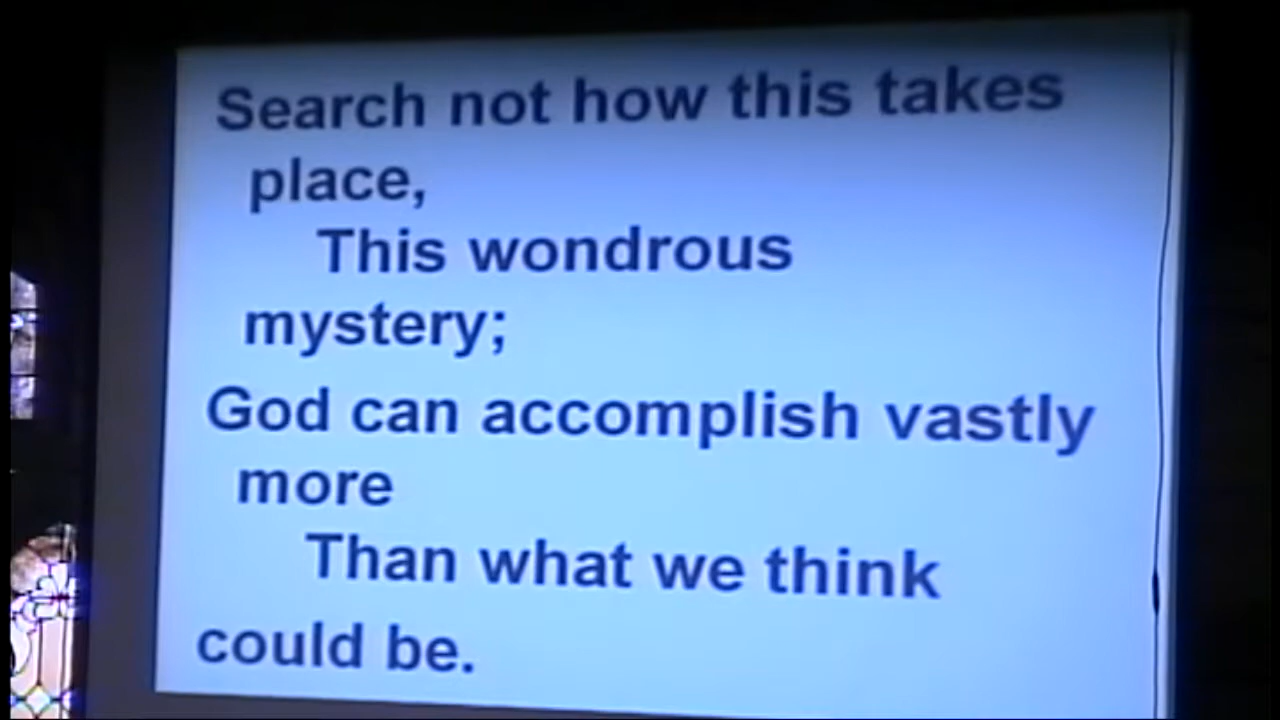 Search not how this takes
place,
This wondrous
mystery;
God can accomplish vastly
more
Than what we think
could be.